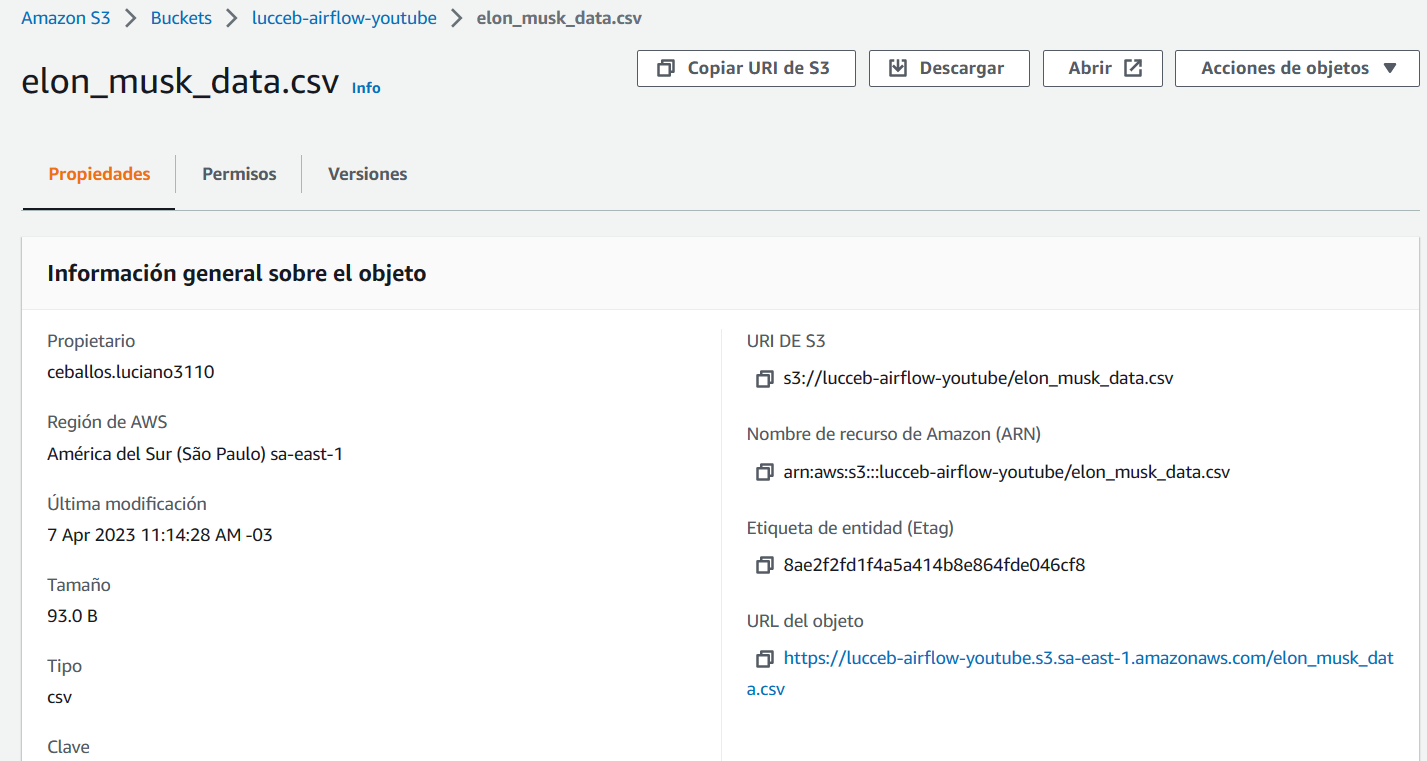 Amazon S3 > Buckets > lucceb-airflow-youtube > elon_musk_data.csv
elon_musk_data.csv Info
Copiar URI de S3
Descargar
Abrir
Acciones de objetos
Propiedades
Permisos
Versiones
Información general sobre el objeto
Propietario
ceballos.luciano3110
Región de AWS
América del Sur (São Paulo) sa-east-1
Última modificación
7 Apr 2023 11:14:28 AM -03
Tamaño
93.0 B
Tipo
csv
Clave
URI DE S3
s3://lucceb-airflow-youtube/elon_musk_data.csv
Nombre de recurso de Amazon (ARN)
arn:aws:s3:::lucceb-airflow-youtube/elon_musk_data.csv
Etiqueta de entidad (Etag)
8ae2f2fd1f4a5a414b8e864fde046cf8
URL del objeto
https://lucceb-airflow-youtube.s3.sa-east-1.amazonaws.com/elon_musk_dat
a.csv